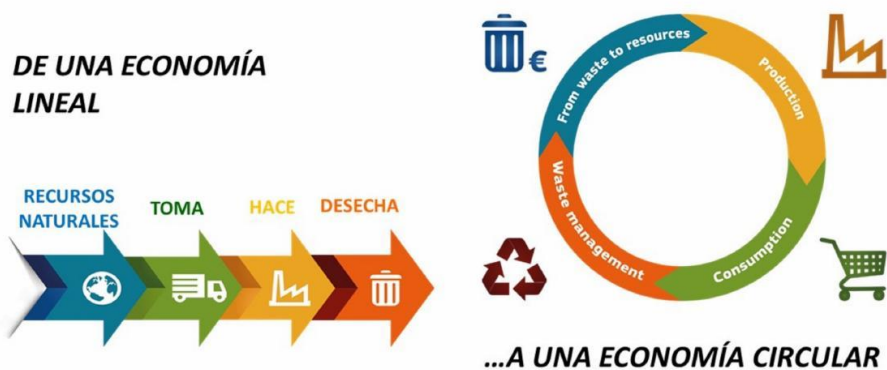 DE UNA ECONOMÍA
LINEAL
RECURSOS
NATURALES
TOMA
HACE
DESECHA
€
From waste to resources
Production
Consumption
Waste management
...A UNA ECONOMÍA CIRCULAR